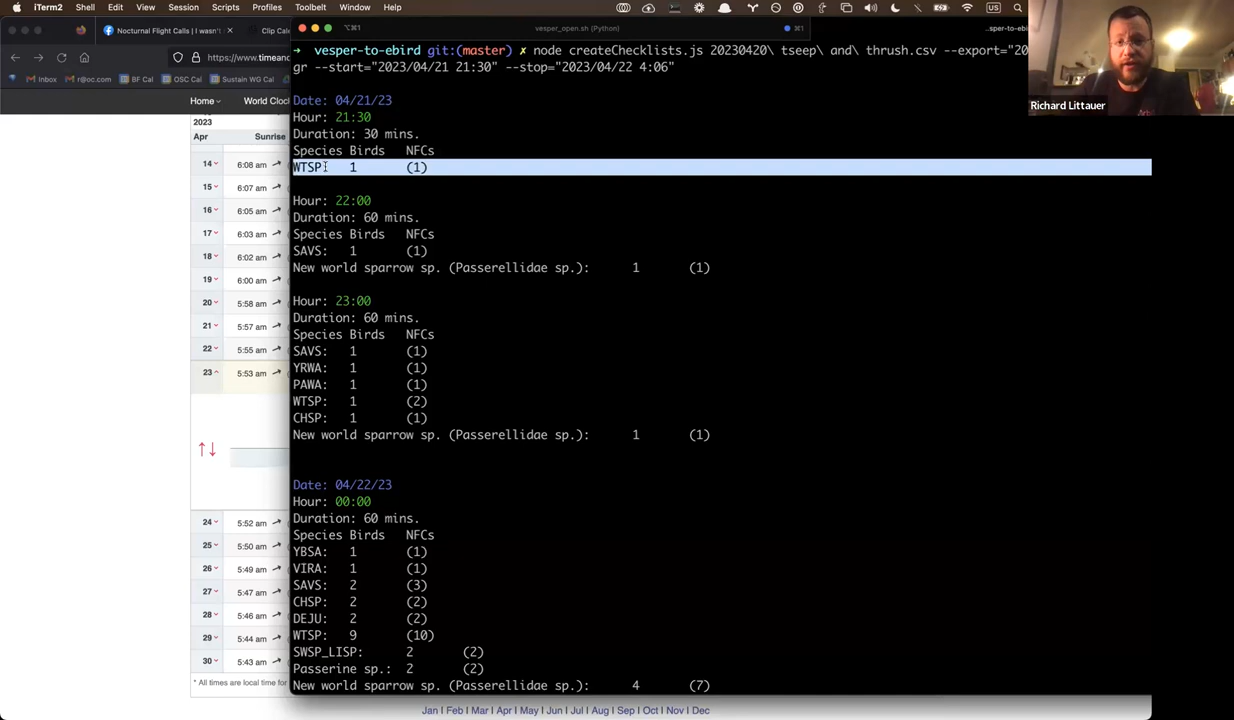 iTerm2 Shell Edit View Session Scripts Profiles Toolbelt Window Help US
⌥⌘1 vesper_open.sh (Python) ⌘1 ..sper-to-ebird
Nocturnal Flight Calls | I wasn't Clip Calc
→ vesper-to-ebird git:(master) ✗ node createChecklists.js 20230420\ tseep\ and\ thrush.csv --export="20
gr --start="2023/04/21 21:30" --stop="2023/04/22 4:06"
https://www.timeand
Inbox r@oc.com BF Cal OSC Cal Sustain WG Cal
Home World Clock
2023
Apr Sunrise
14 6:08 am
15 6:07 am
16 6:05 am
17 6:03 am
18 6:02 am
19 6:00 am
20 5:58 am
21 5:57 am
22 5:55 am
23 5:53 am
24 5:52 am
25 5:50 am
26 5:49 am
27 5:47 am
28 5:46 am
29 5:44 am
30 5:43 am
* All times are local time for
Jan | Feb | Mar | Apr | May | Jun | Jul | Aug | Sep | Oct | Nov | Dec
Date: 04/21/23
Hour: 21:30
Duration: 30 mins.
Species Birds NFCs
WTSP: 1 (1)
Hour: 22:00
Duration: 60 mins.
Species Birds NFCs
SAVS: 1 (1)
New world sparrow sp. (Passerellidae sp.): 1 (1)
Hour: 23:00
Duration: 60 mins.
Species Birds NFCs
SAVS: 1 (1)
YRWA: 1 (1)
PAWA: 1 (1)
WTSP: 1 (2)
CHSP: 1 (1)
New world sparrow sp. (Passerellidae sp.): 1 (1)
Date: 04/22/23
Hour: 00:00
Duration: 60 mins.
Species Birds NFCs
YBSA: 1 (1)
VIRA: 1 (1)
SAVS: 2 (3)
CHSP: 2 (2)
DEJU: 2 (2)
WTSP: 9 (10)
SWSP_LISP: 2 (2)
Passerine sp.: 2 (2)
New world sparrow sp. (Passerellidae sp.): 4 (7)
Richard Littauer